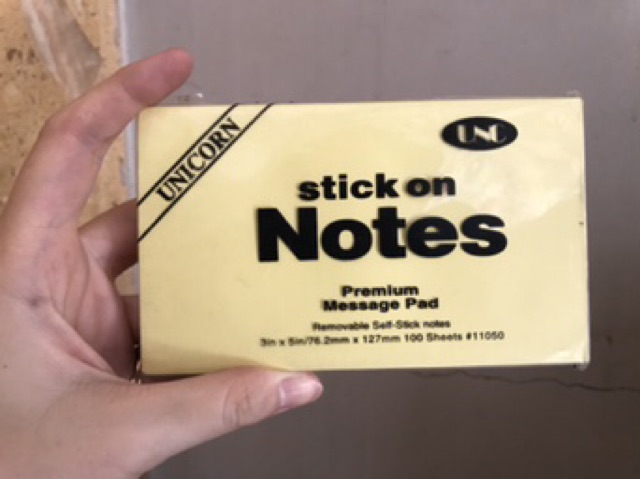 UNICORN
UNC
stick on
Notes
Premium
Message Pad
Removable Self-Stick notes
3in x 5in/76.2mm x 127mm 100 Sheets #11050